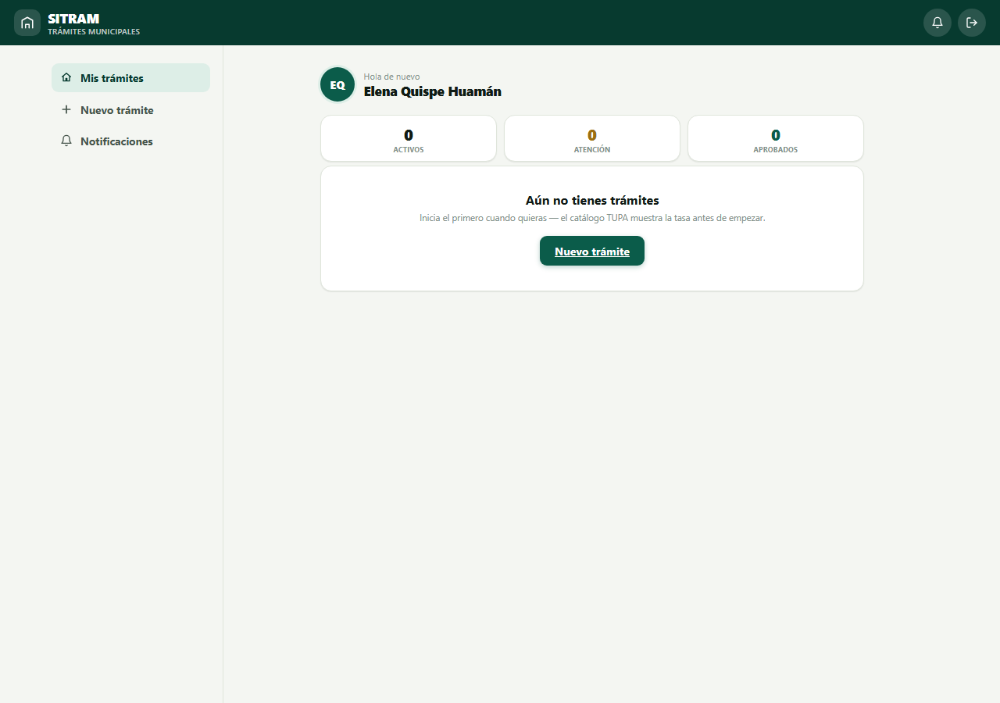 SITRAM
TRÁMITES MUNICIPALES
Mis trámites
Nuevo trámite
Notificaciones
EQ
Hola de nuevo
Elena Quispe Huamán
0
ACTIVOS
0
ATENCIÓN
0
APROBADOS
Aún no tienes trámites
Inicia el primero cuando quieras — el catálogo TUPA muestra la tasa antes de empezar.
Nuevo trámite